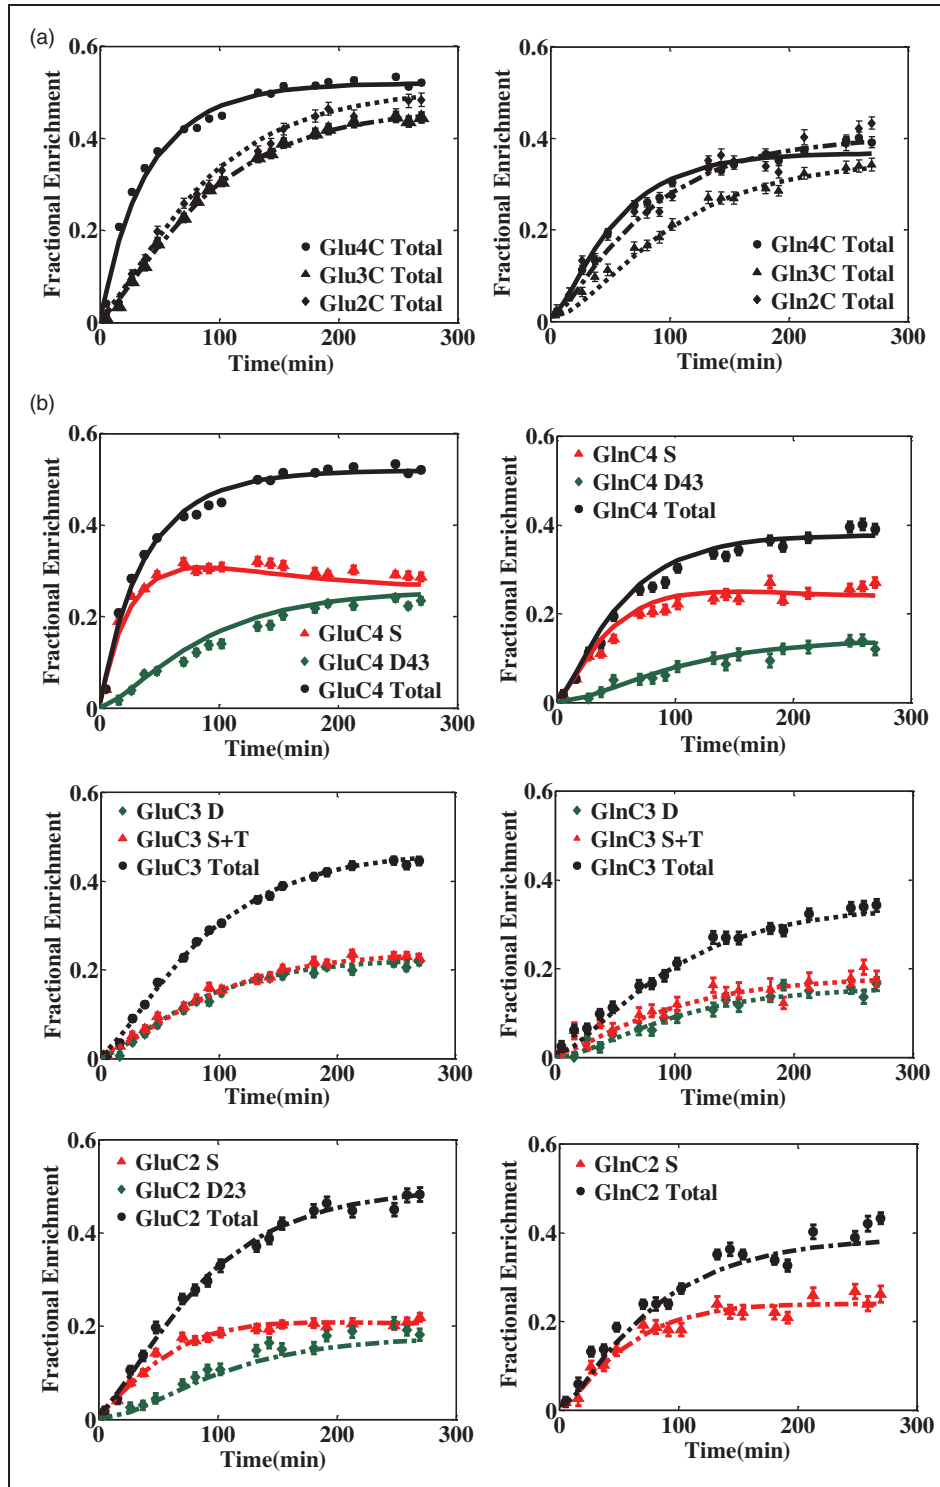 (a)
0.6
0.4
0.2
0
0
100
200
300
Fractional Enrichment
Time(min)
Glu4C Total
Glu3C Total
Glu2C Total
0.6
0.4
0.2
0
0
100
200
300
Fractional Enrichment
Time(min)
Gln4C Total
Gln3C Total
Gln2C Total
(b)
0.6
0.4
0.2
0
0
100
200
300
Fractional Enrichment
Time(min)
GluC4 S
GluC4 D43
GluC4 Total
0.6
0.4
0.2
0
0
100
200
300
Fractional Enrichment
Time(min)
GlnC4 S
GlnC4 D43
GlnC4 Total
0.6
0.4
0.2
0
0
100
200
300
Fractional Enrichment
Time(min)
GluC3 D
GluC3 S+T
GluC3 Total
0.6
0.4
0.2
0
0
100
200
300
Fractional Enrichment
Time(min)
GlnC3 D
GlnC3 S+T
GlnC3 Total
0.6
0.4
0.2
0
0
100
200
300
Fractional Enrichment
Time(min)
GluC2 S
GluC2 D23
GluC2 Total
0.6
0.4
0.2
0
0
100
200
300
Fractional Enrichment
Time(min)
GlnC2 S
GlnC2 Total